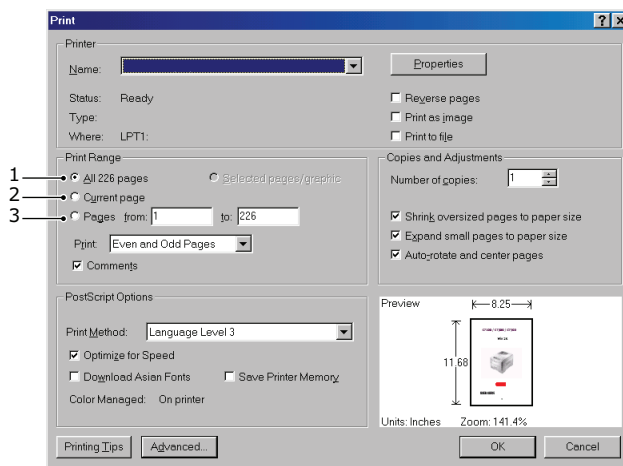 Print
Printer
Name:
Properties
Status: Ready
Type:
Where: LPT1:
Reverse pages
Print as image
Print to file
Print Range
1 All 226 pages Selected pages/graphic
2 Current page
3 Pages from: 1 to: 226
Print: Even and Odd Pages
Comments
Copies and Adjustments
Number of copies: 1
Shrink oversized pages to paper size
Expand small pages to paper size
Auto-rotate and center pages
PostScript Options
Print Method: Language Level 3
Optimize for Speed
Download Asian Fonts Save Printer Memory
Color Managed: On printer
Preview
8.25
11.68
Units: Inches Zoom: 141.4%
Printing Tips Advanced... OK Cancel